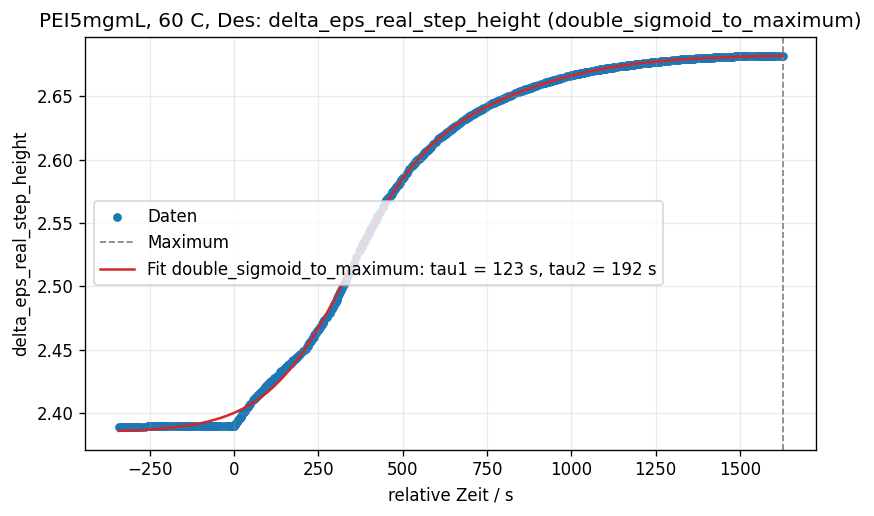 PEI5mgmL, 60 C, Des: delta_eps_real_step_height (double_sigmoid_to_maximum)
delta_eps_real_step_height
2.65
2.60
2.55
2.50
2.45
2.40
Daten
Maximum
Fit double_sigmoid_to_maximum: tau1 = 123 s, tau2 = 192 s
−250 0 250 500 750 1000 1250 1500
relative Zeit / s